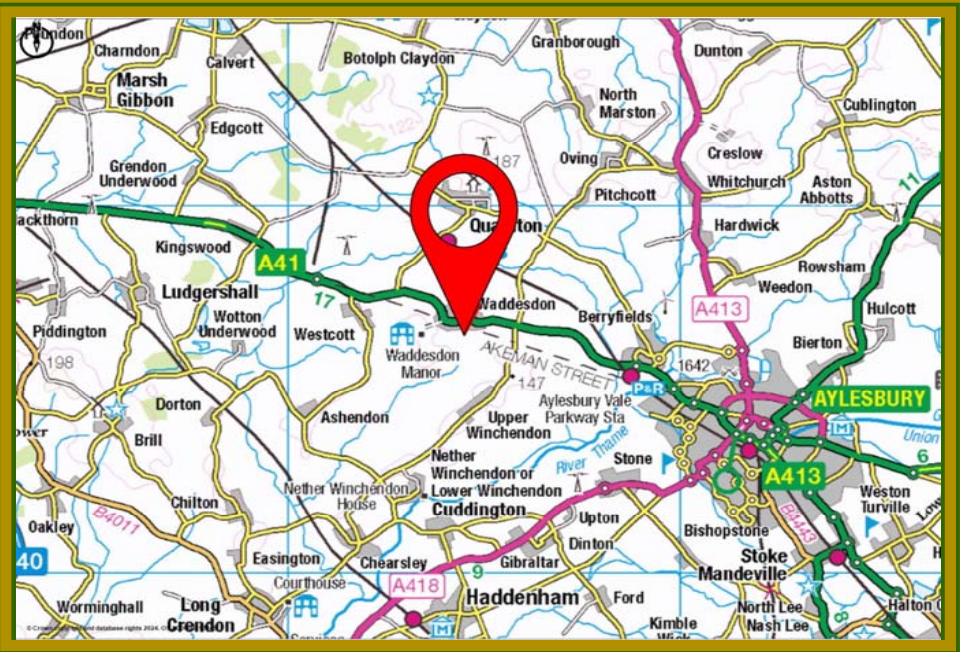 Charndon
Calvert
Botolph Claydon
Granborough
Dunton
Marsh
Gibbon
North
Marston
Cublington
Edgcott
187
Oving
Creslow
Grendon
Underwood
Pitchcott
Whitchurch
Aston
Abbotts
11
Kingswood
Hardwick
A41
Rowsham
Ludgershall
17
Weedon
Waddesdon
A413
Hulcott
Wotton
Underwood
Westcott
Berryfields
Piddington
Bierton
Waddesdon
Manor
AKEMAN STREET
198
147
1642
P&R
AYLESBURY
Aylesbury Vale
Parkway Sta
Dorton
Ashendon
Upper
Winchendon
Brill
River Thame
M
Union
Nether
Winchendon or
Lower Winchendon
Stone
6
A413
Nether Winchendon
House
Chilton
Cuddington
Weston
Turville
B4011
Upton
B4443
Oakley
Bishopstone
Dinton
Easington
Chearsley
Gibraltar
Stoke
Mandeville
40
9
Courthouse
A418
Haddenham
Ford
North Lee
Nash Lee
Halton
Worminghall
Long
Crendon
8
Kimble
M